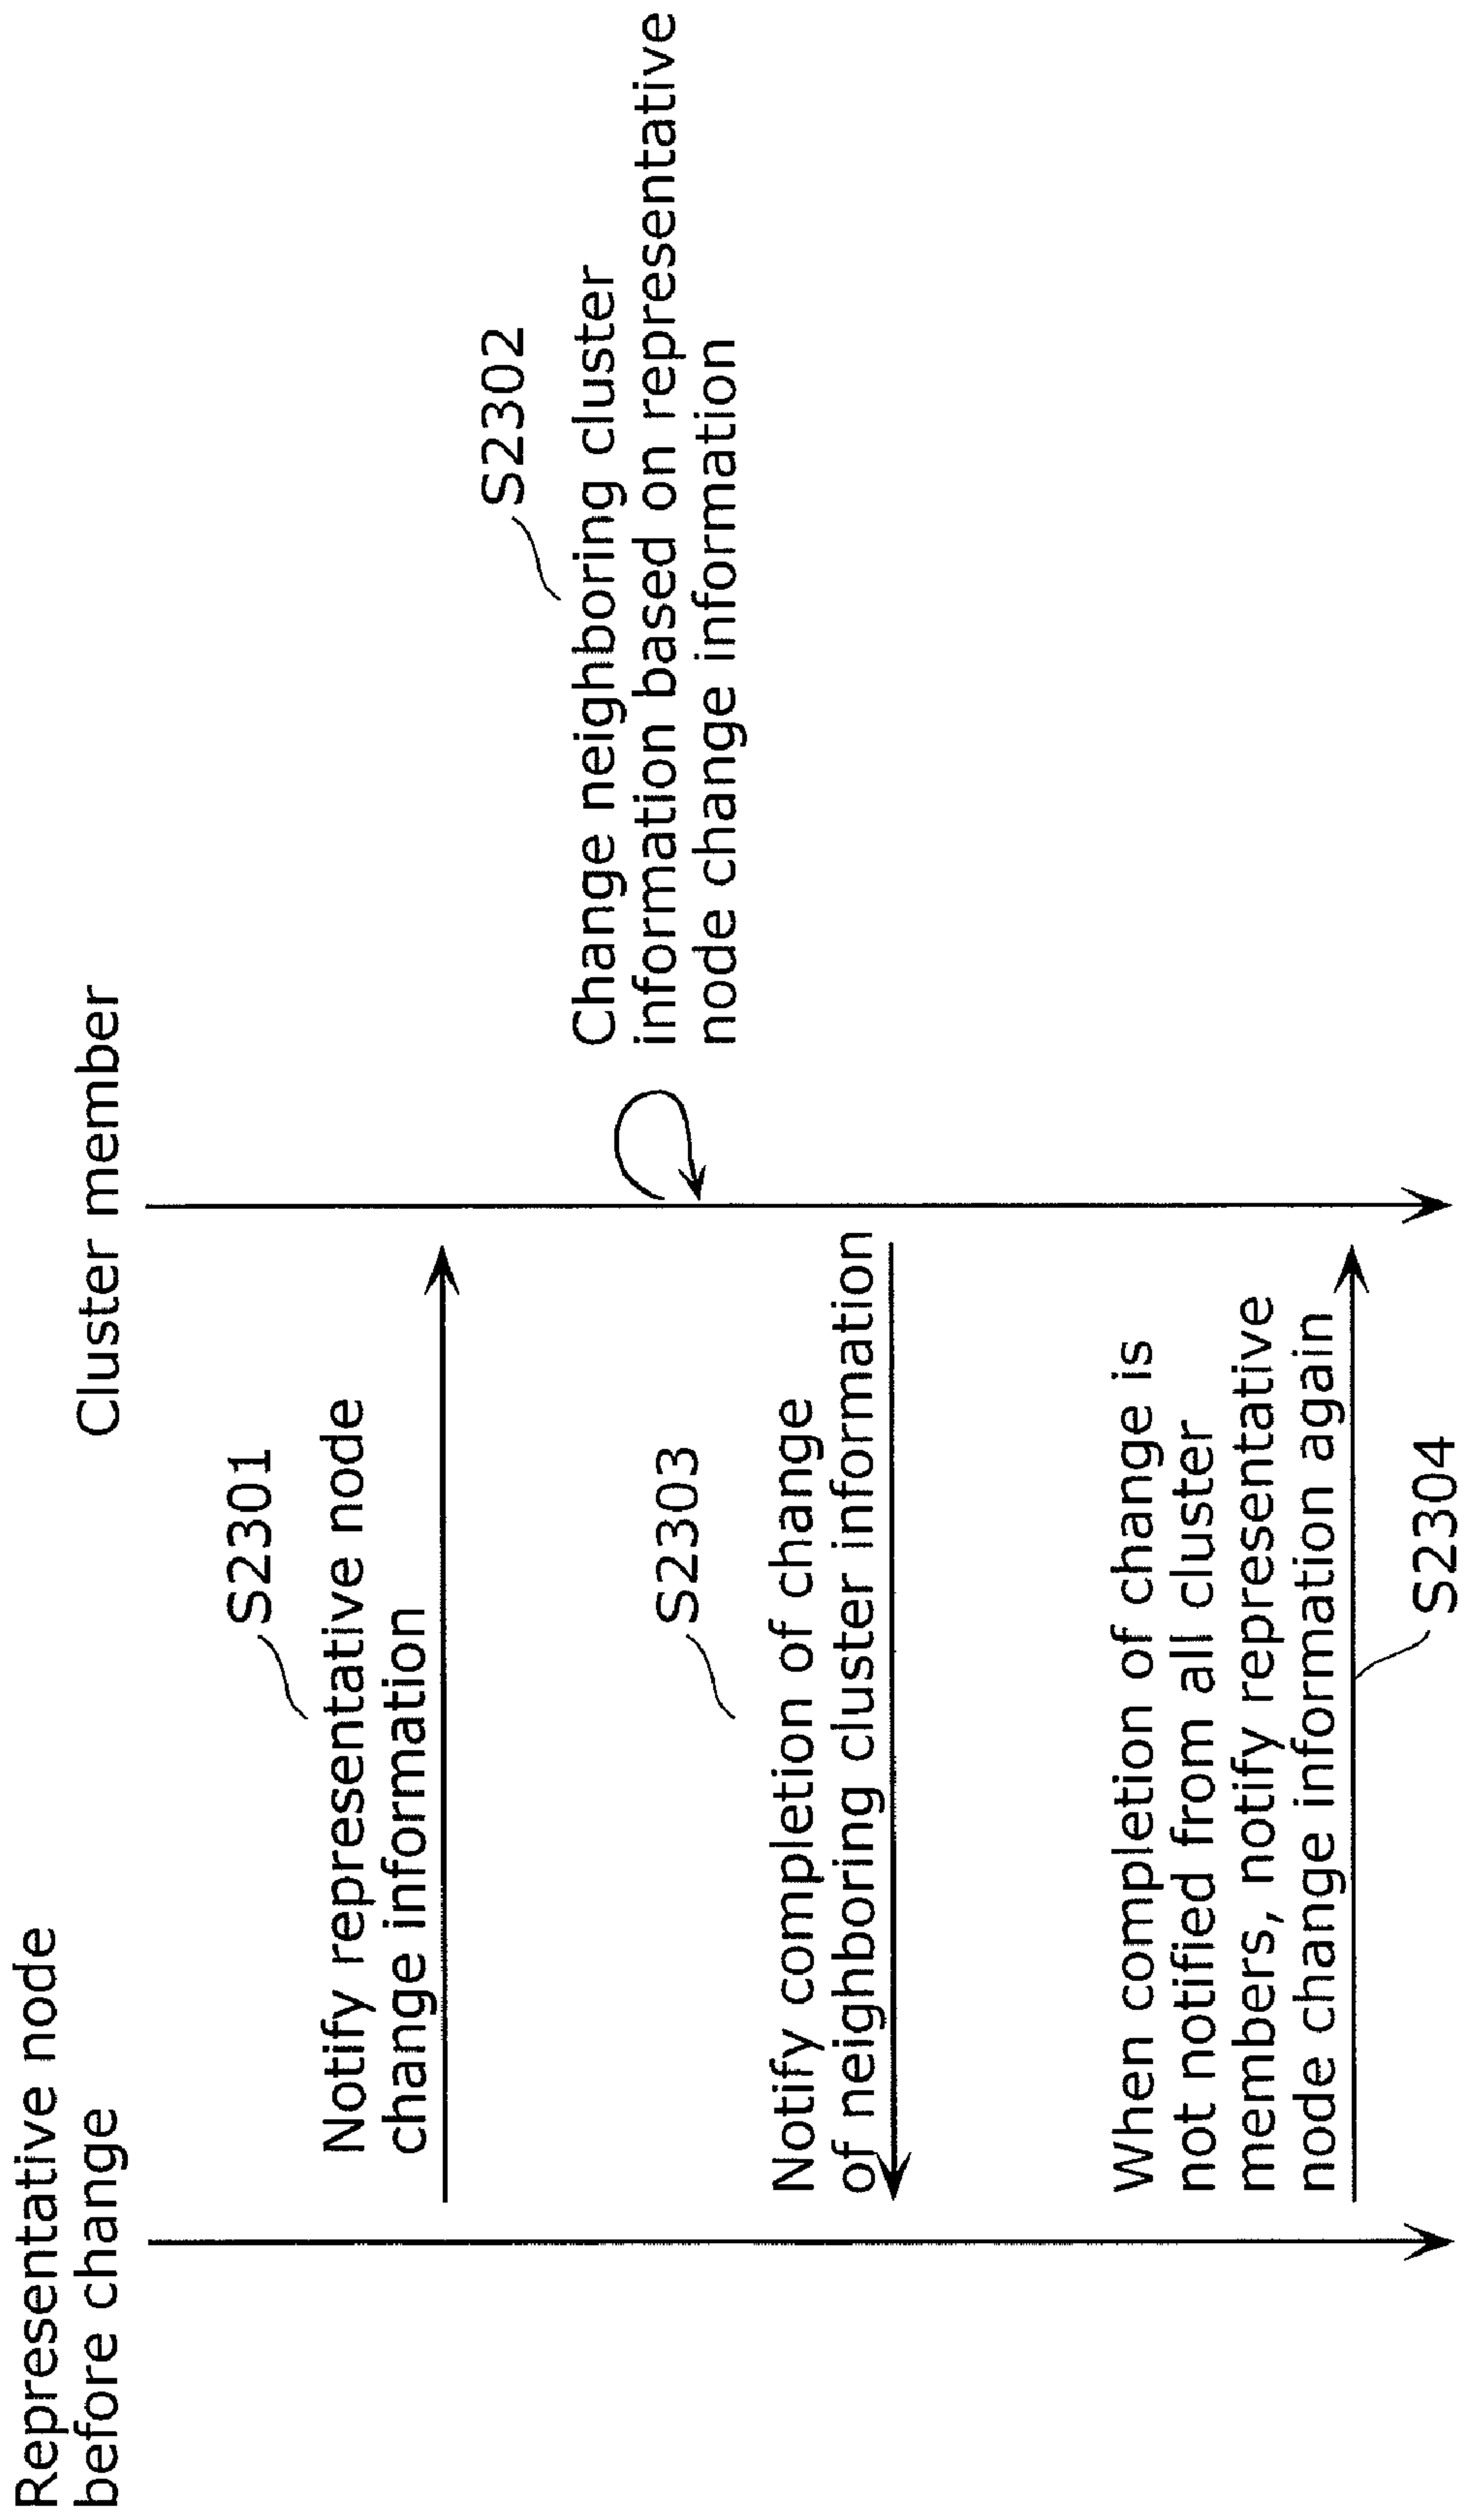 Representative node
before change
Cluster member
S2301
Notify representative node
change information
S2302
Change neighboring cluster
information based on representative
node change information
S2303
Notify completion of change
of neighboring cluster information
When completion of change is
not notified from all cluster
members, notify representative
node change information again
S2304